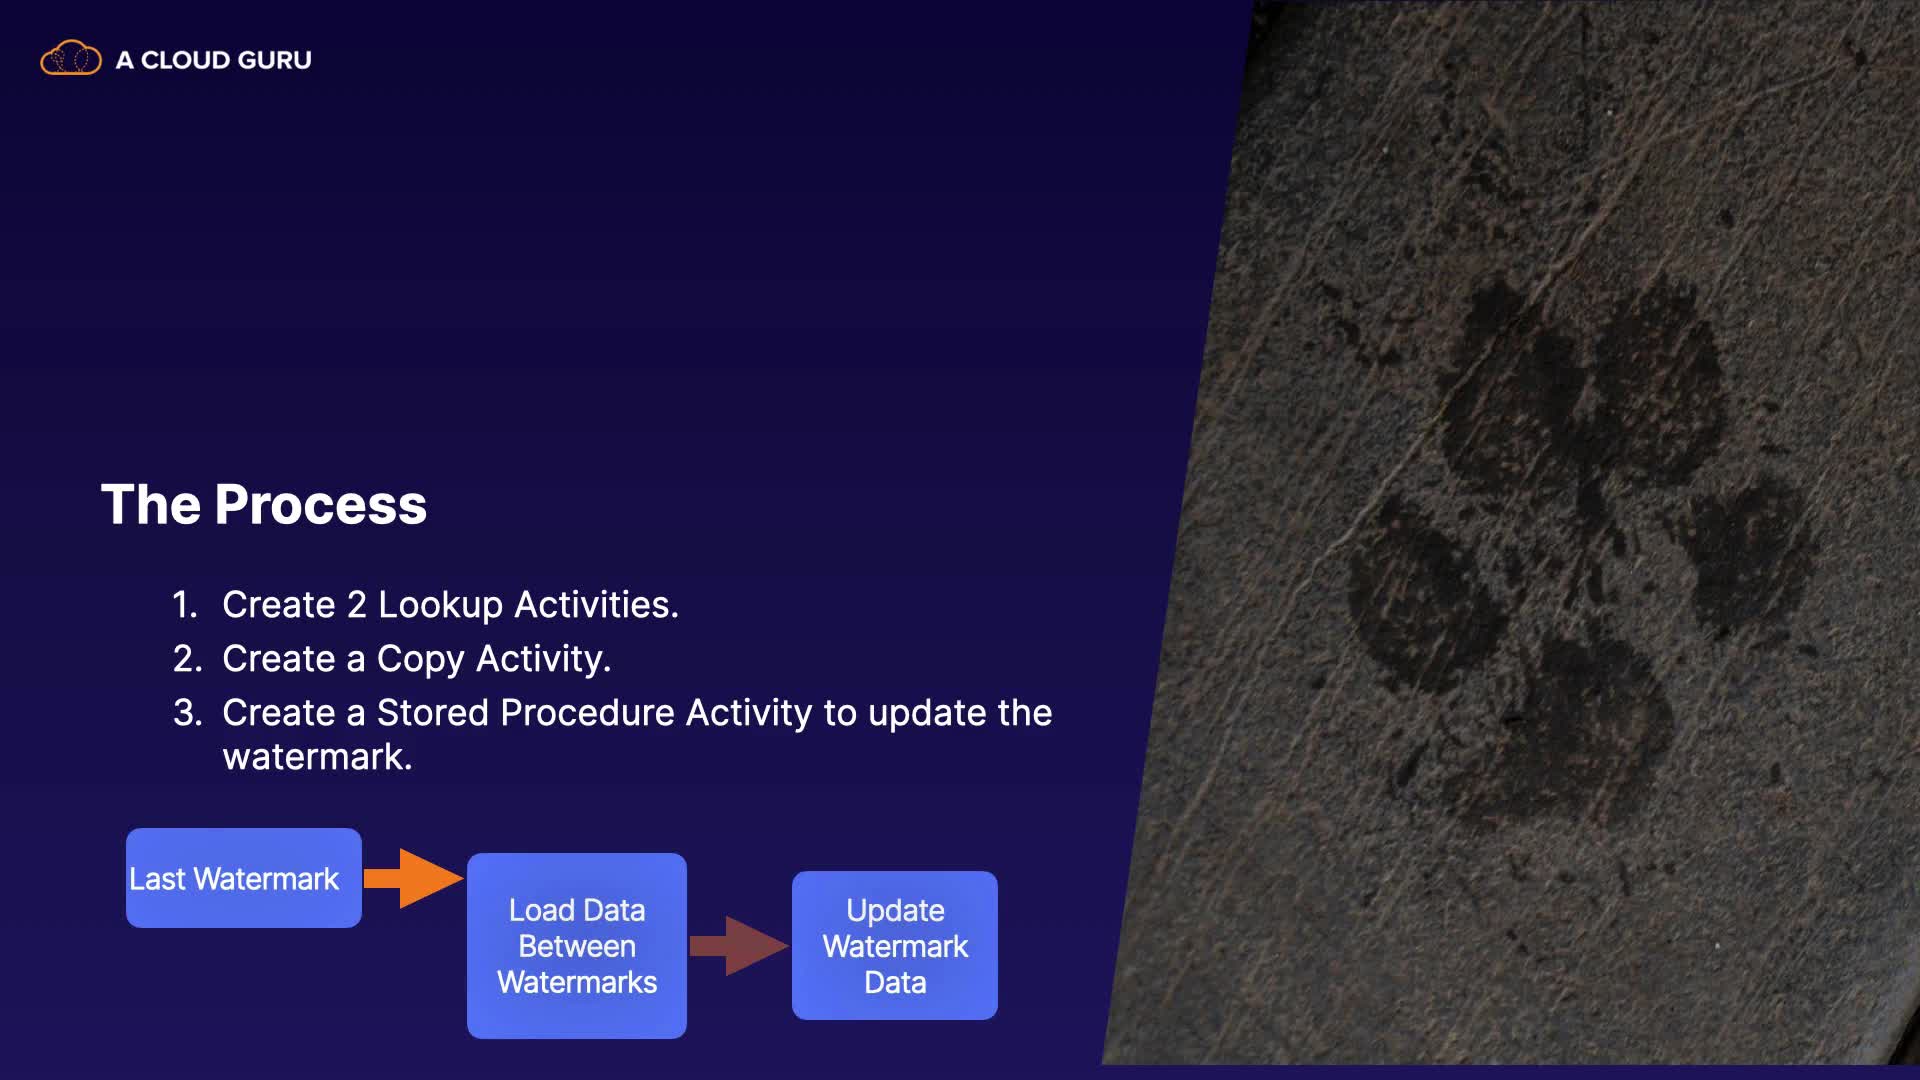 A CLOUD GURU
The Process
1. Create 2 Lookup Activities.
2. Create a Copy Activity.
3. Create a Stored Procedure Activity to update the
watermark.
Last Watermark
Load Data
Between
Watermarks
Update
Watermark
Data